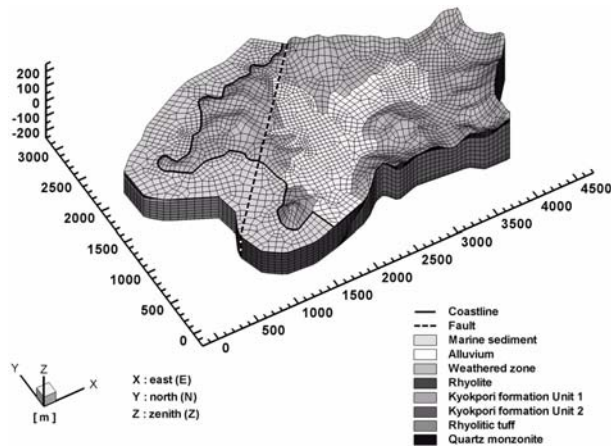 200
100
0
-100
-200
3000
2500
2000
1500
1000
500
0
0
500
1000
1500
2000
2500
3000
3500
4000
4500
Coastline
Fault
Marine sediment
Alluvium
Weathered zone
Rhyolite
Kyokpori formation Unit 1
Kyokpori formation Unit 2
Rhyolitic tuff
Quartz monzonite
Y
Z
X
[ m ]
X : east (E)
Y : north (N)
Z : zenith (Z)